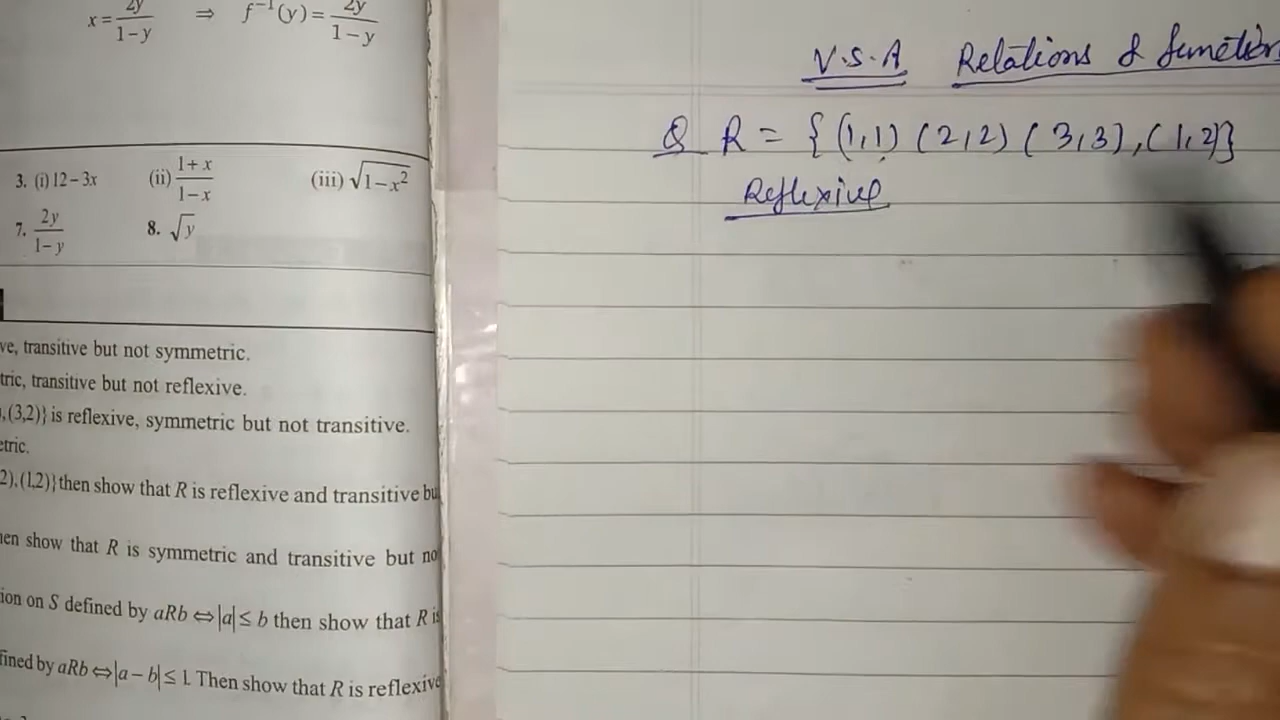 x = 2y/1−y ⇒ f⁻¹(y) = 2y/1−y
3. (i) 12 − 3x (ii) 1+x/1−x (iii) √1−x²
7. 2y/1−y 8. √y
ve, transitive but not symmetric.
tric, transitive but not reflexive.
,(3,2)} is reflexive, symmetric but not transitive.
etric.
2),(1,2)} then show that R is reflexive and transitive bu
en show that R is symmetric and transitive but no
ion on S defined by aRb ⇔ |a| ≤ b then show that R is
fined by aRb ⇔ |a − b| ≤ 1. Then show that R is reflexive
V.S.A Relations & function
Q R = { (1,1) (2,2) (3,3), (1,2)}
Reflexive